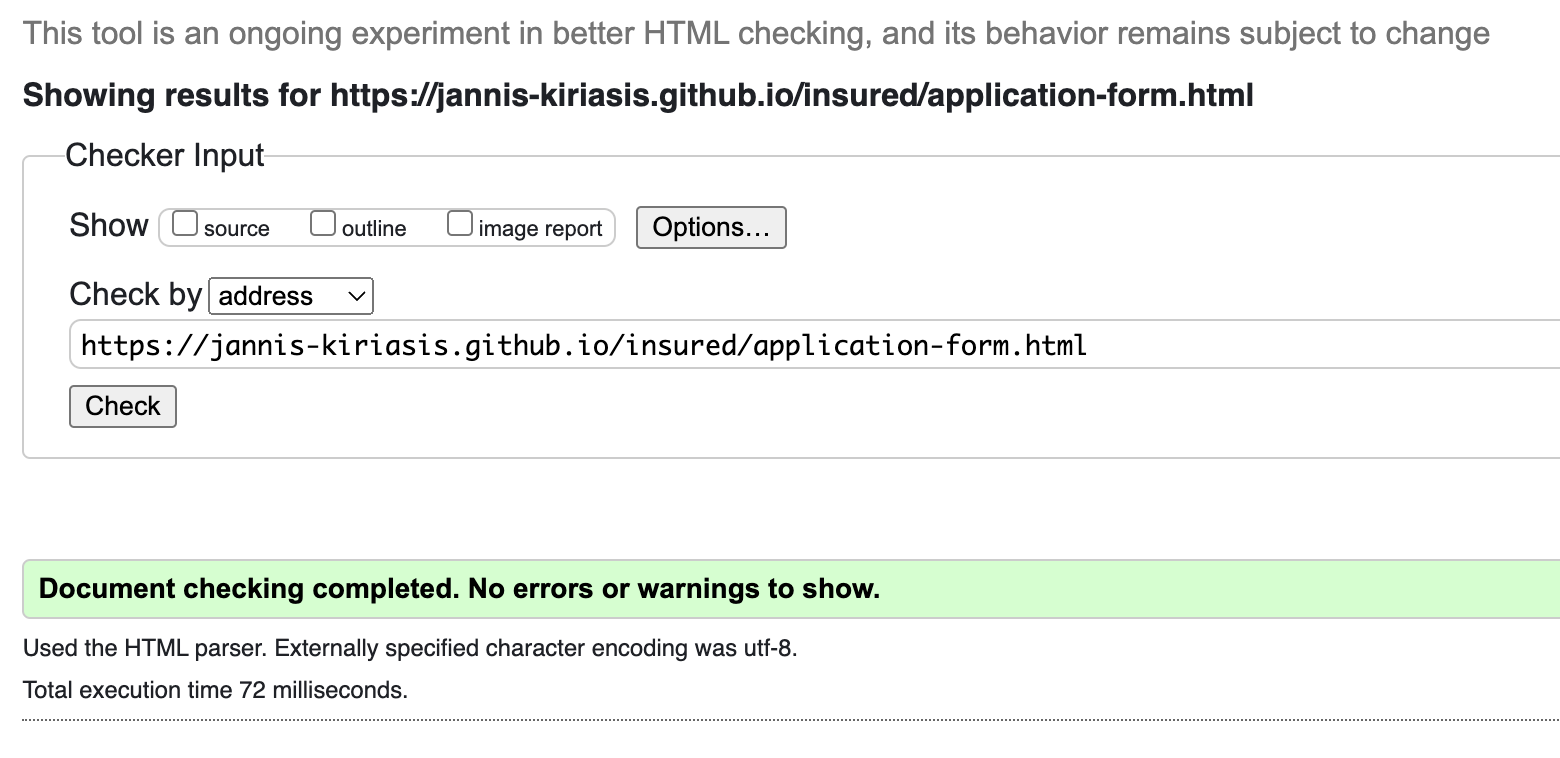 This tool is an ongoing experiment in better HTML checking, and its behavior remains subject to change
Showing results for https://jannis-kiriasis.github.io/insured/application-form.html
Checker Input
Show source outline image report Options…
Check by address
https://jannis-kiriasis.github.io/insured/application-form.html
Check
Document checking completed. No errors or warnings to show.
Used the HTML parser. Externally specified character encoding was utf-8.
Total execution time 72 milliseconds.